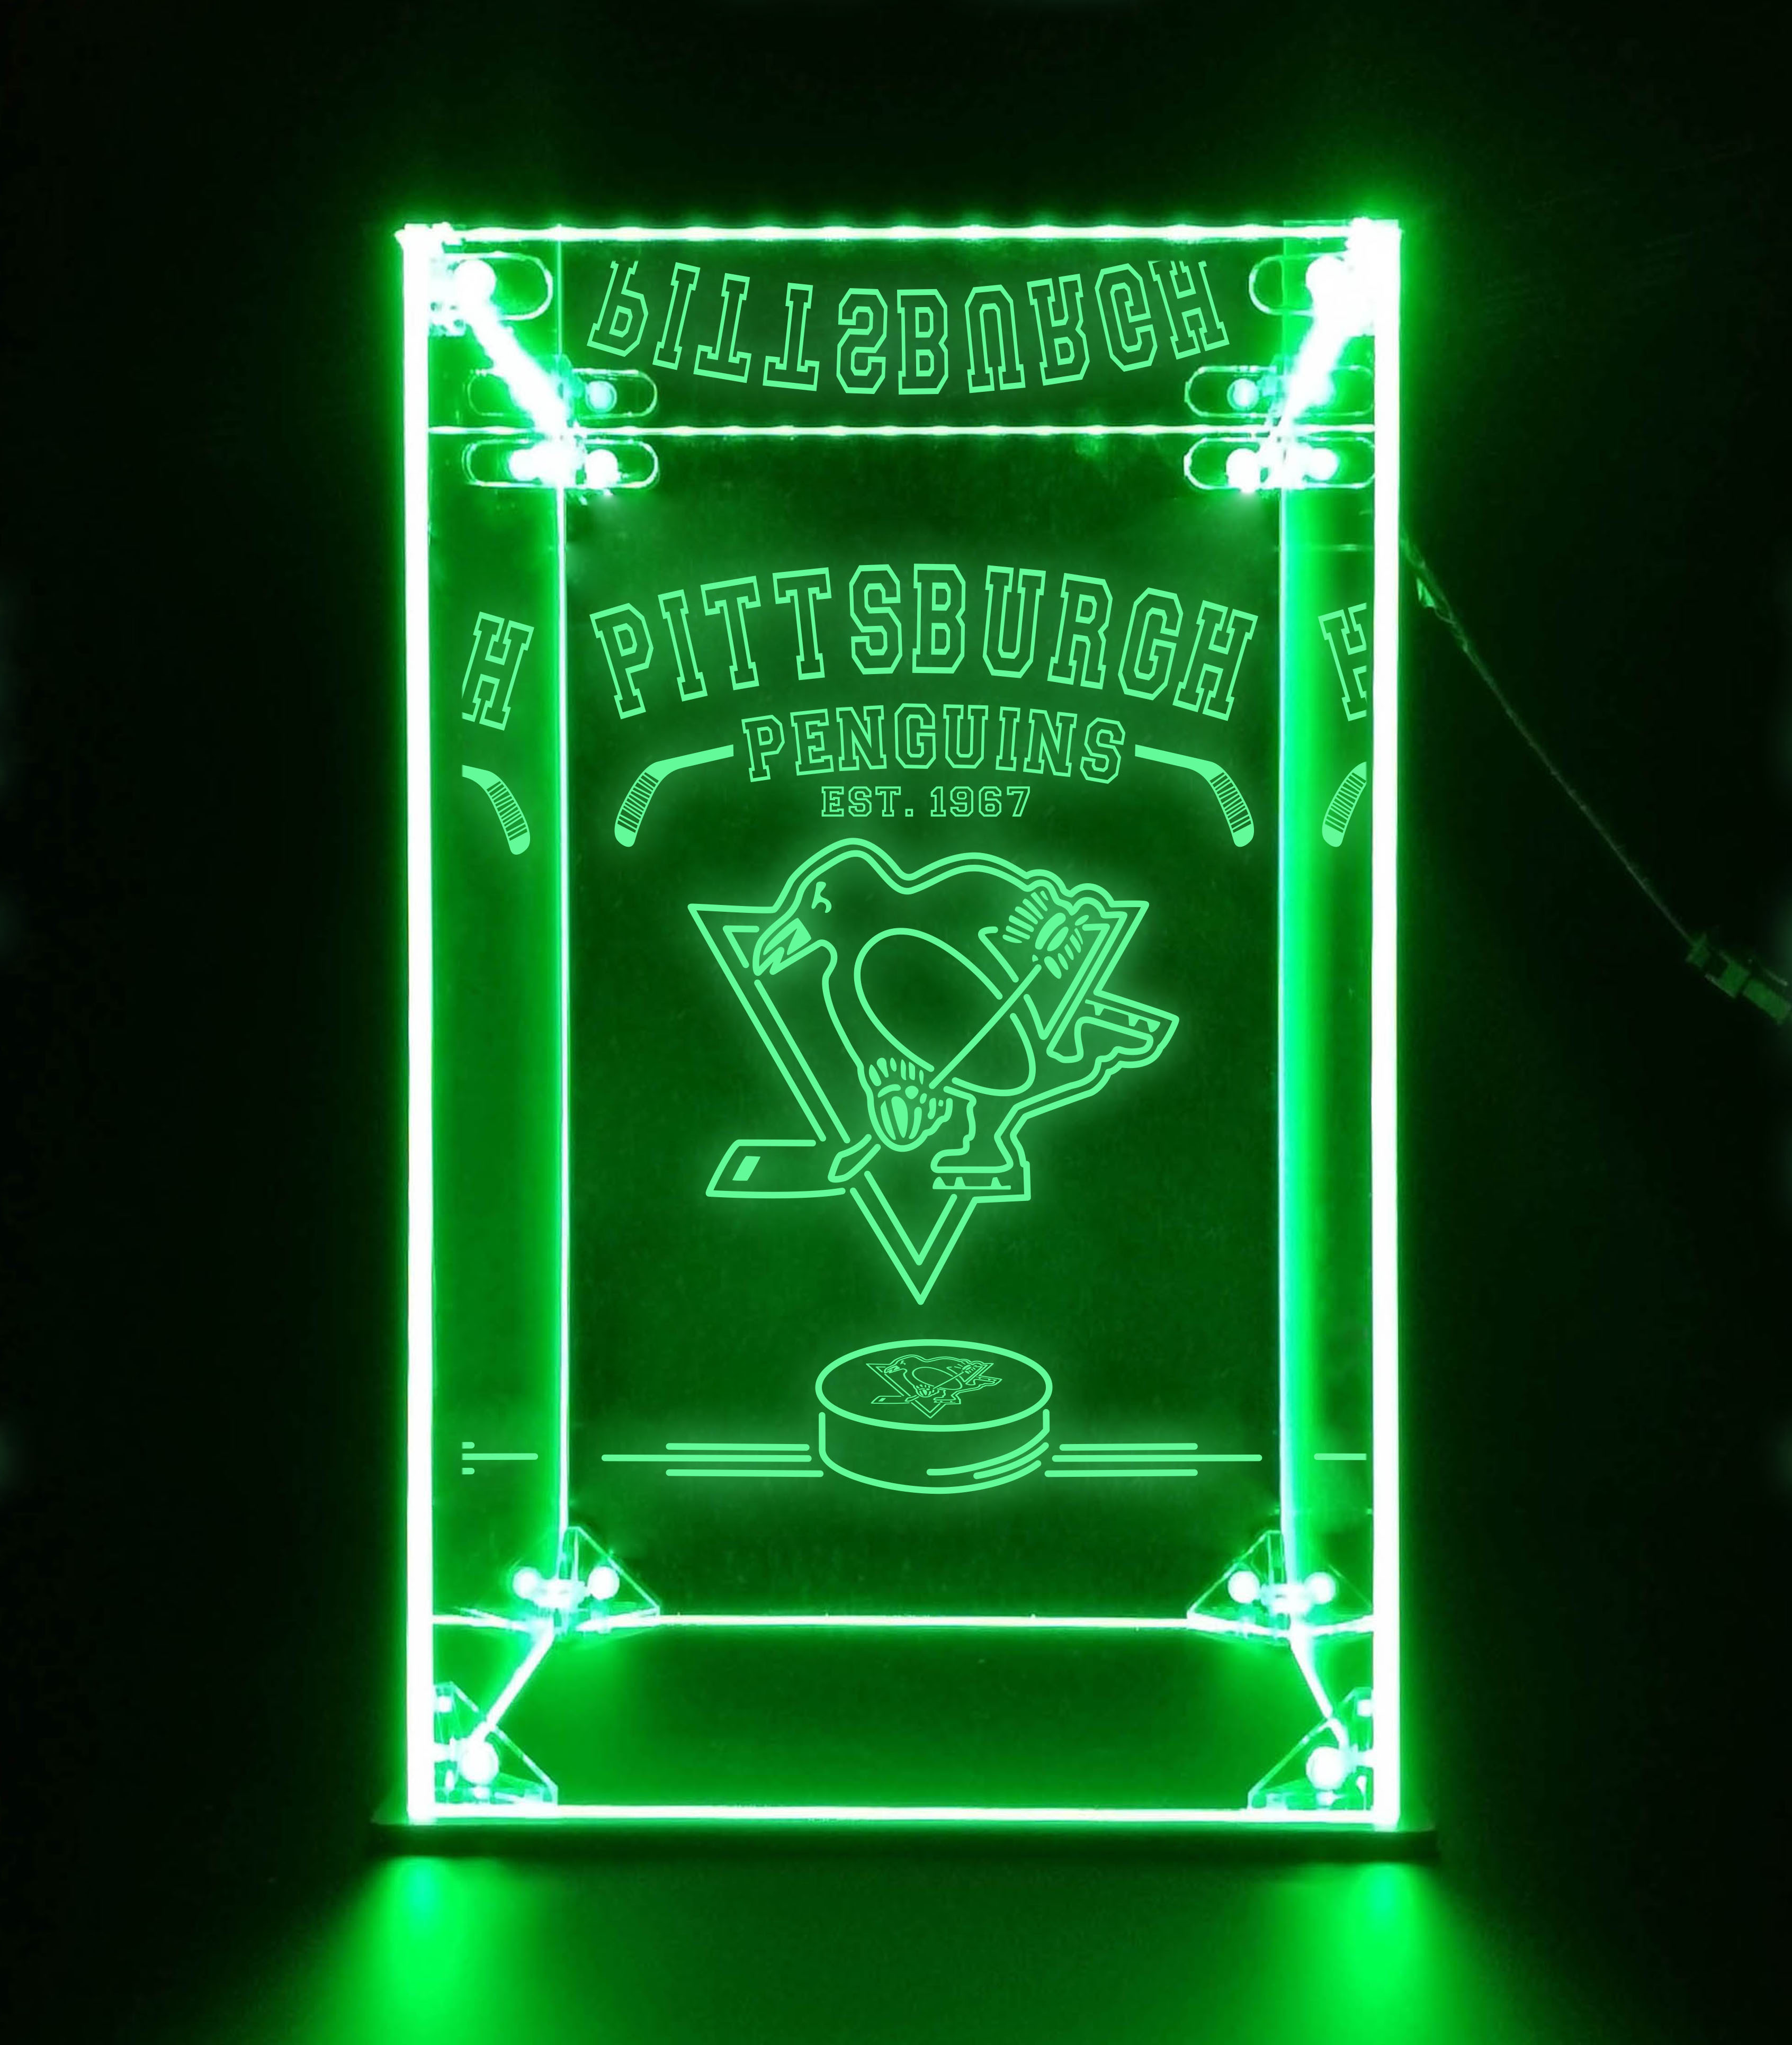 PITTSBURGH
PITTSBURGH
H
H
PENGUINS
EST. 1967